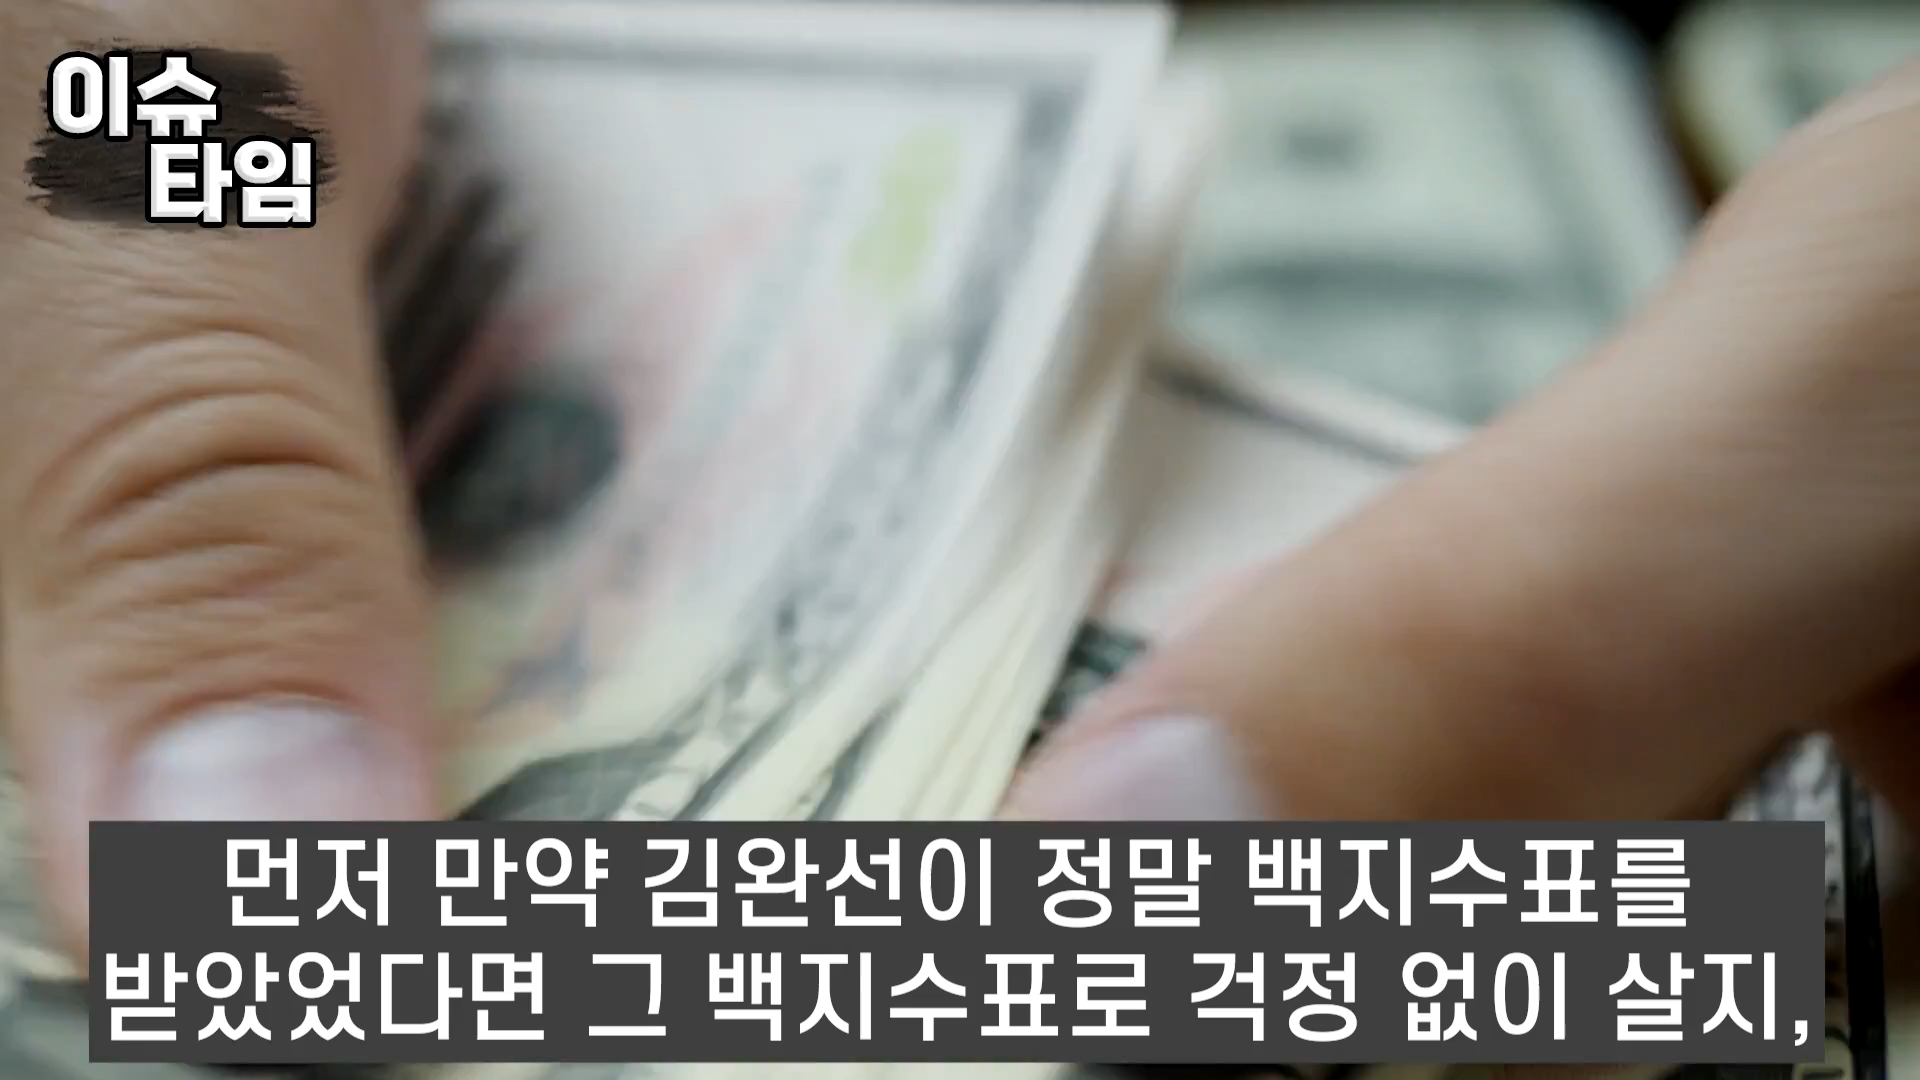 이슈
타임
먼저 만약 김완선이 정말 백지수표를
받았었다면 그 백지수표로 걱정 없이 살지,